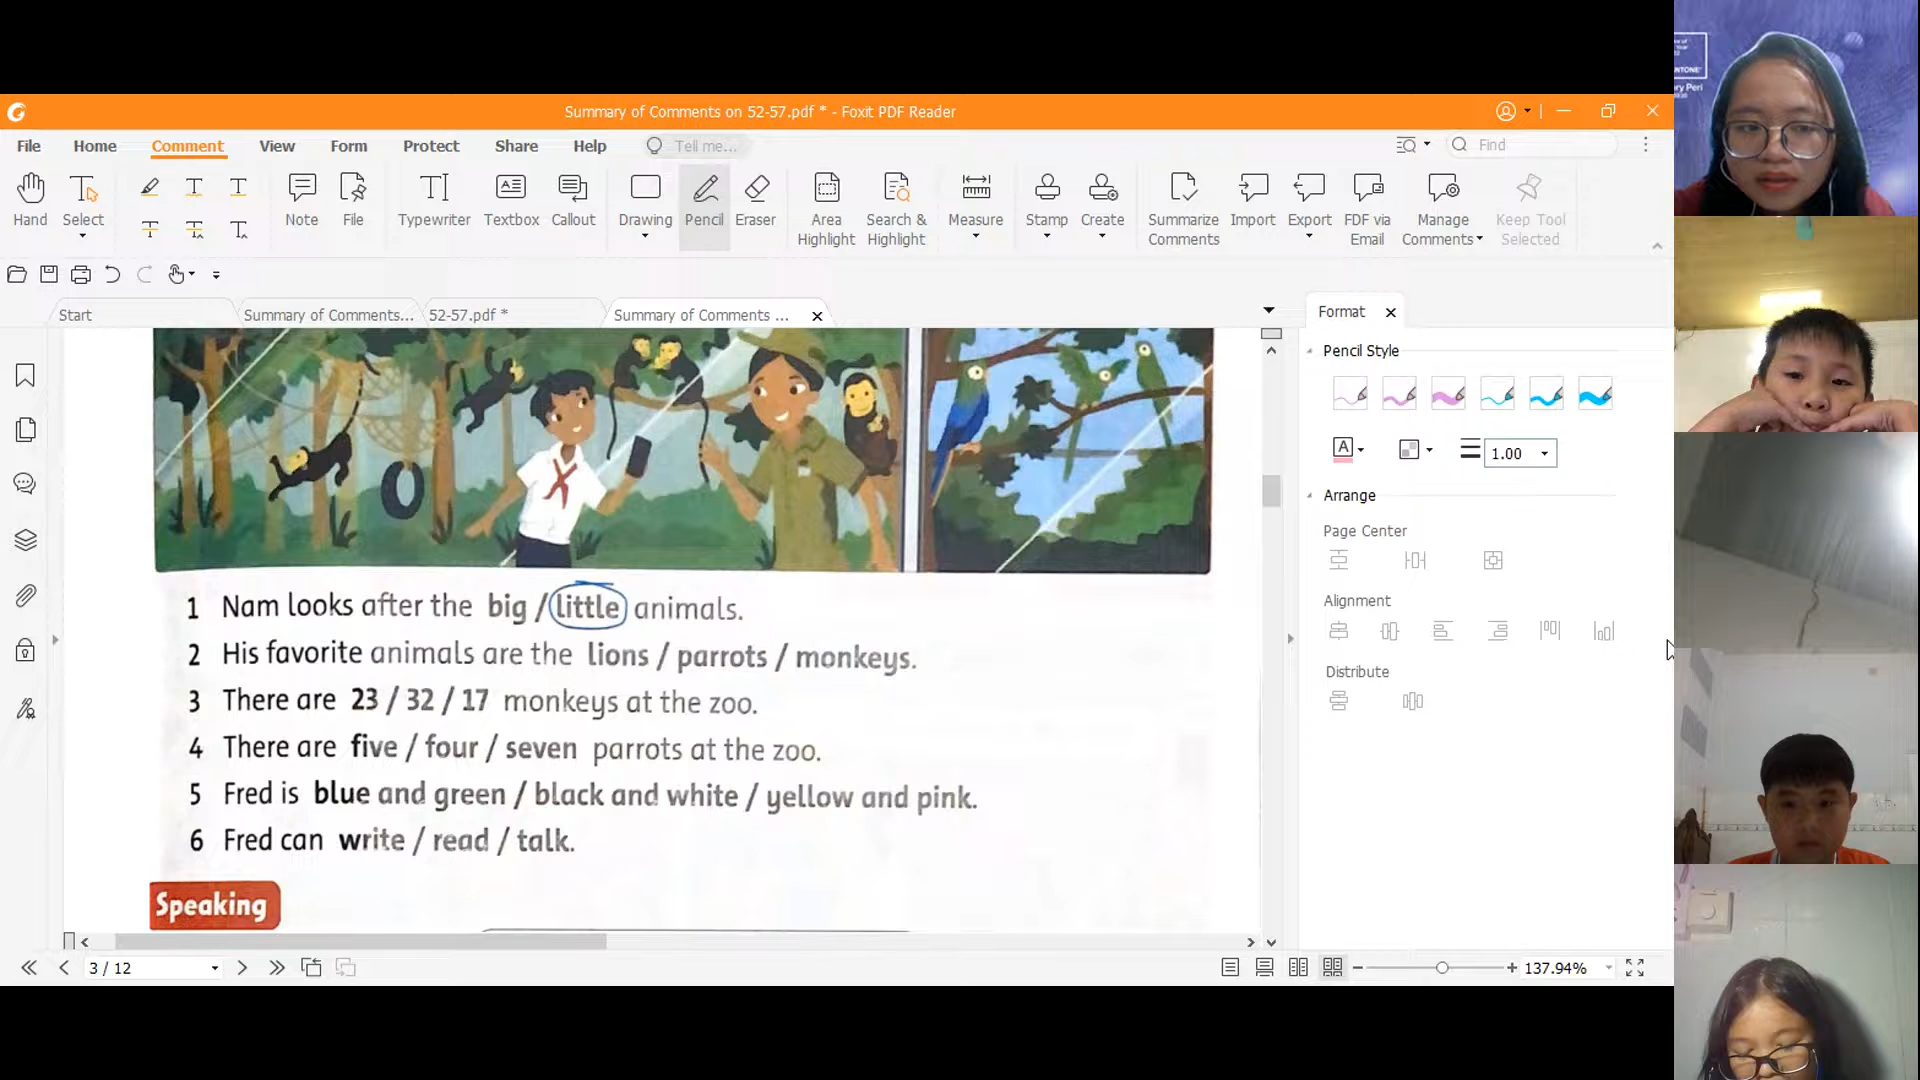 Summary of Comments on 52-57.pdf * - Foxit PDF Reader
File Home Comment View Form Protect Share Help Tell me... Find
Hand Select Note File Typewriter Textbox Callout Drawing Pencil Eraser Area Highlight Search & Highlight Measure Stamp Create Summarize Comments Import Export FDF via Email Manage Comments Keep Tool Selected
Start Summary of Comments... 52-57.pdf * Summary of Comments ...
Format
Pencil Style
1.00
Arrange
Page Center
Alignment
Distribute
1 Nam looks after the big / little animals.
2 His favorite animals are the lions / parrots / monkeys.
3 There are 23 / 32 / 17 monkeys at the zoo.
4 There are five / four / seven parrots at the zoo.
5 Fred is blue and green / black and white / yellow and pink.
6 Fred can write / read / talk.
Speaking
3 / 12
137.94%